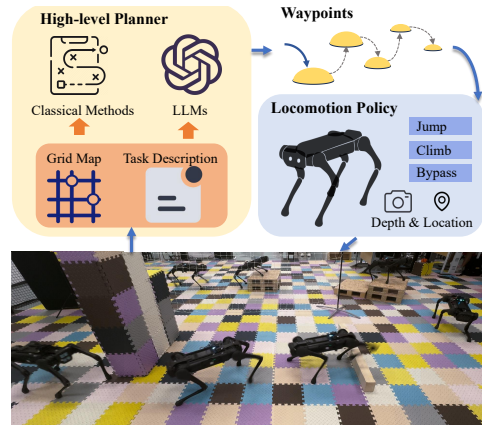 High-level Planner
Classical Methods
LLMs
Grid Map
Task Description
Waypoints
Locomotion Policy
Jump
Climb
Bypass
Depth & Location